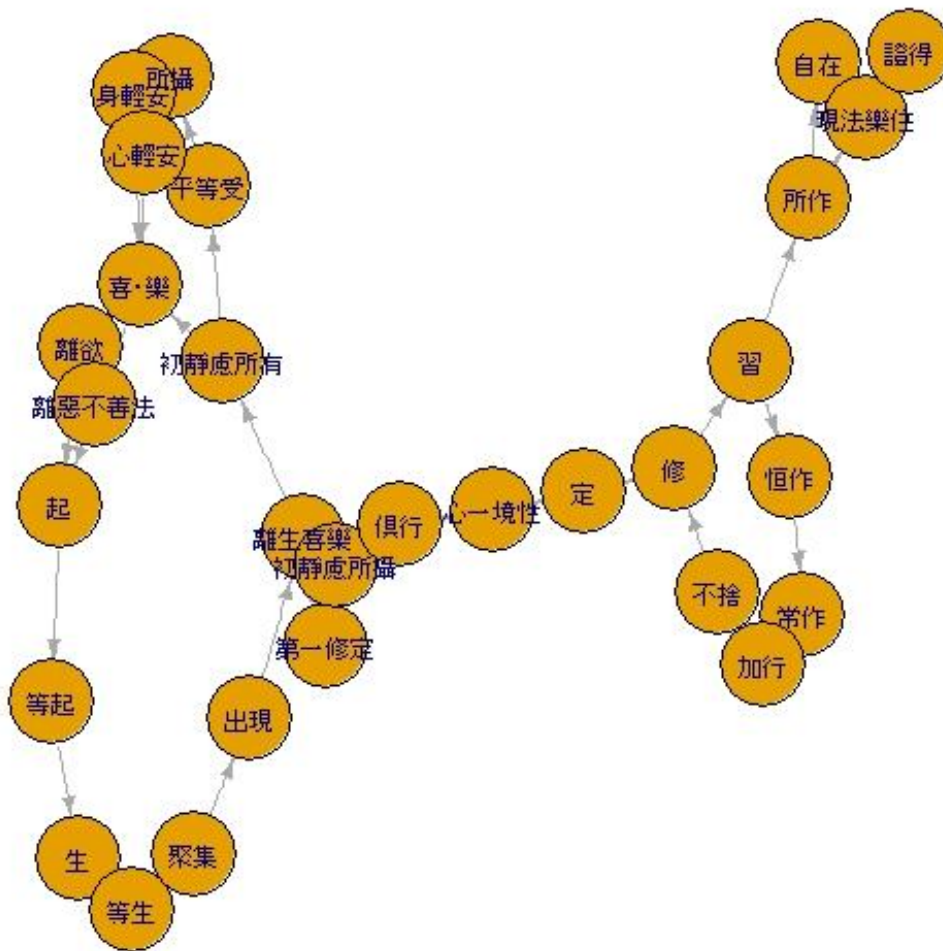 所攝
身輕安
心輕安
平等受
喜·樂
離欲
初靜慮所有
離惡不善法
起
等起
生
等生
聚集
出現
離生喜樂
初靜慮所攝
第一修定
俱行
心一境性
定
修
習
所作
自在
現法樂住
證得
恒作
常作
加行
不捨